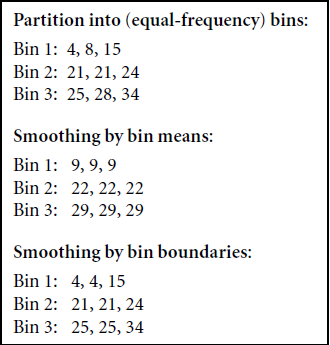 Partition into (equal-frequency) bins:
Bin 1: 4, 8, 15
Bin 2: 21, 21, 24
Bin 3: 25, 28, 34
Smoothing by bin means:
Bin 1: 9, 9, 9
Bin 2: 22, 22, 22
Bin 3: 29, 29, 29
Smoothing by bin boundaries:
Bin 1: 4, 4, 15
Bin 2: 21, 21, 24
Bin 3: 25, 25, 34